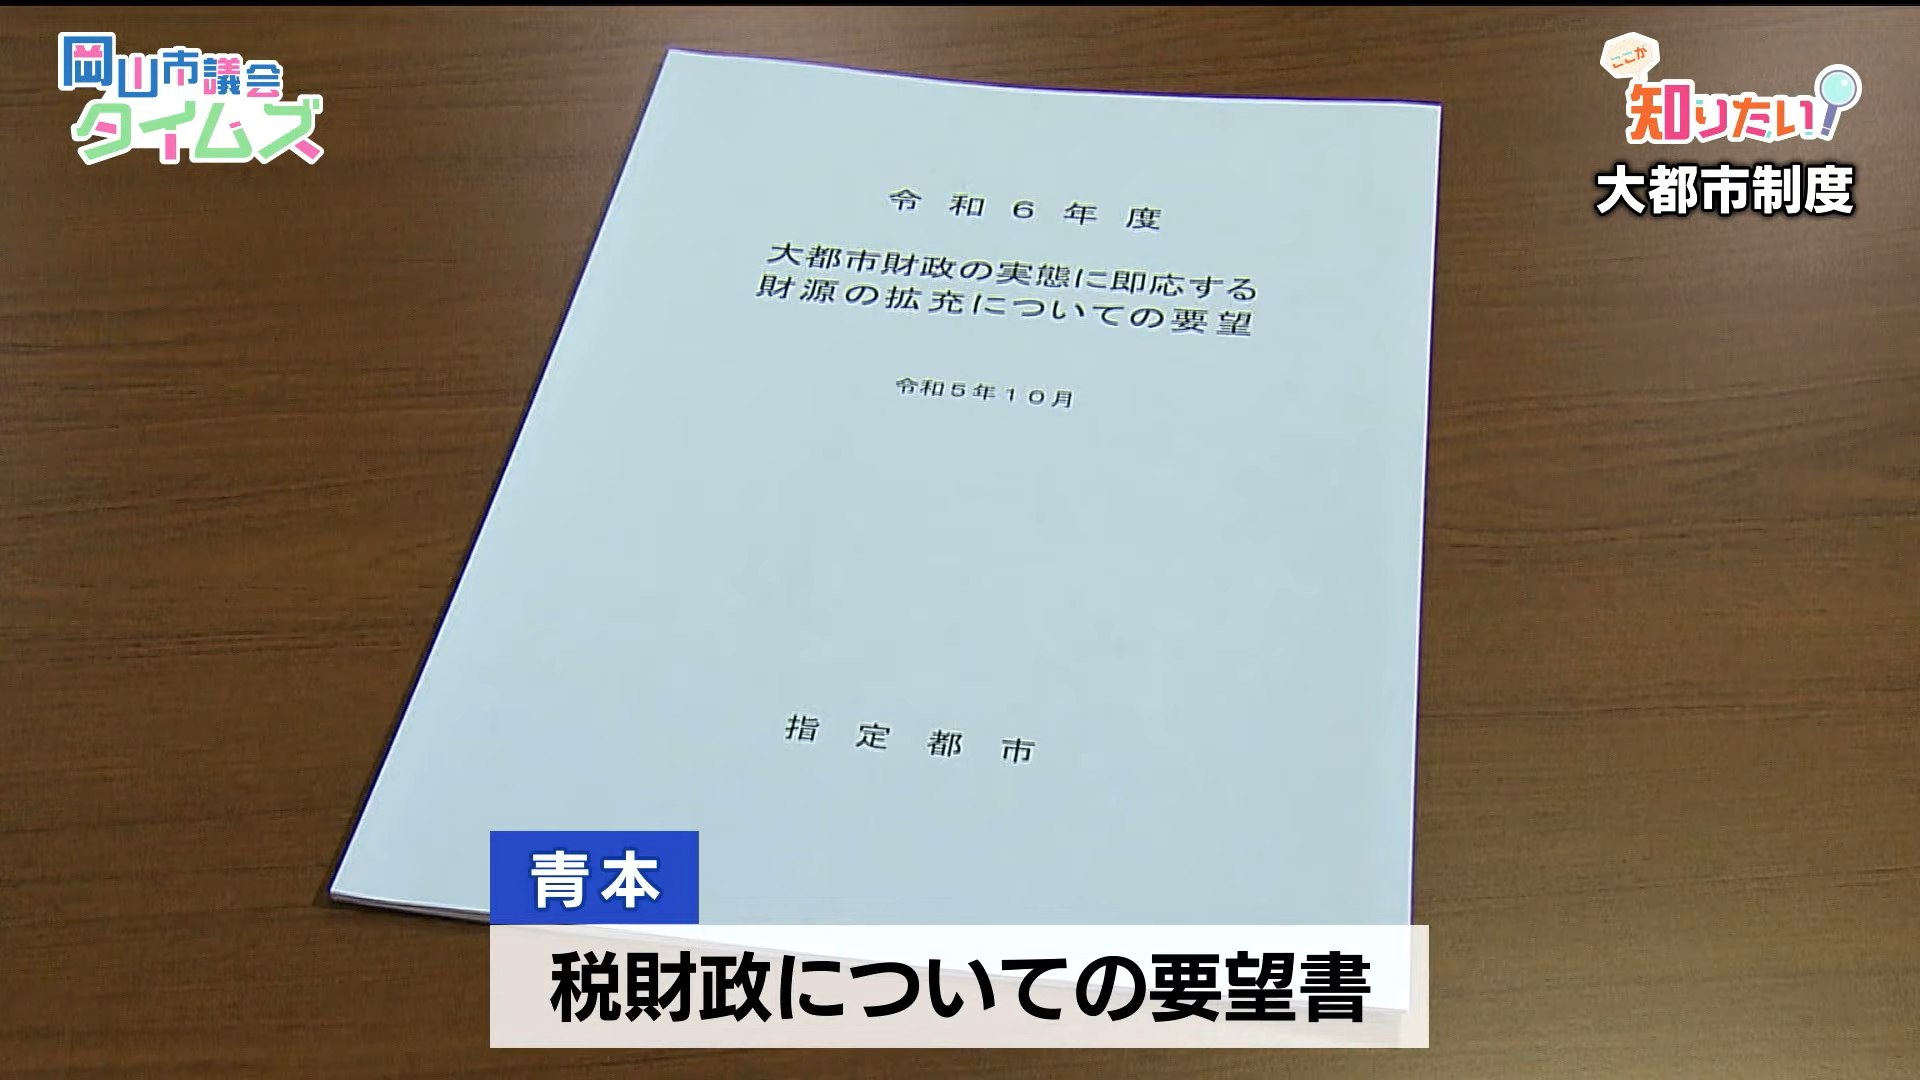 岡山市議会
タイムズ
ここが
知りたい!
大都市制度
令和6年度
大都市財政の実態に即応する
財源の拡充についての要望
令和5年10月
指定都市
青本
税財政についての要望書